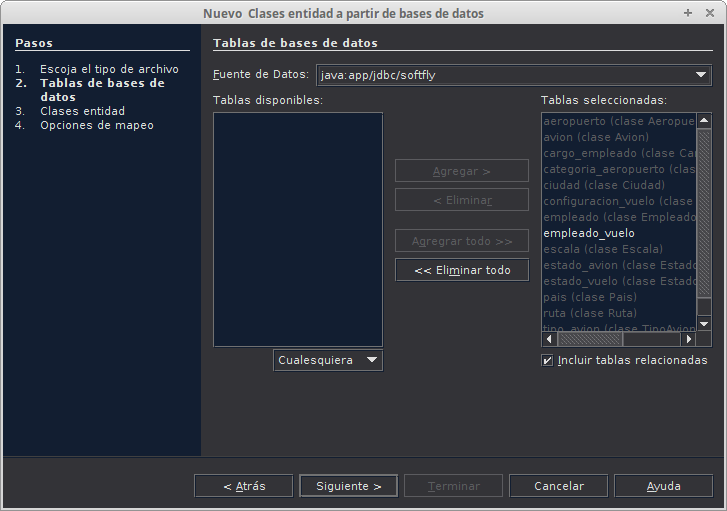 Nuevo Clases entidad a partir de bases de datos
Pasos
1. Escoja el tipo de archivo
2. Tablas de bases de
datos
3. Clases entidad
4. Opciones de mapeo
Tablas de bases de datos
Fuente de Datos: java:app/jdbc/softfly
Tablas disponibles:
Cualesquiera
Agregar >
< Eliminar
Agregrar todo >>
<< Eliminar todo
Tablas seleccionadas:
aeropuerto (clase Aeropue
avion (clase Avion)
cargo_empleado (clase Car
categoria_aeropuerto (clas
ciudad (clase Ciudad)
configuracion_vuelo (clase
empleado (clase Empleado
empleado_vuelo
escala (clase Escala)
estado_avion (clase Estado
estado_vuelo (clase Estado
pais (clase Pais)
ruta (clase Ruta)
tipo_avion (clase TipoAvion
Incluir tablas relacionadas
< Atrás
Siguiente >
Terminar
Cancelar
Ayuda